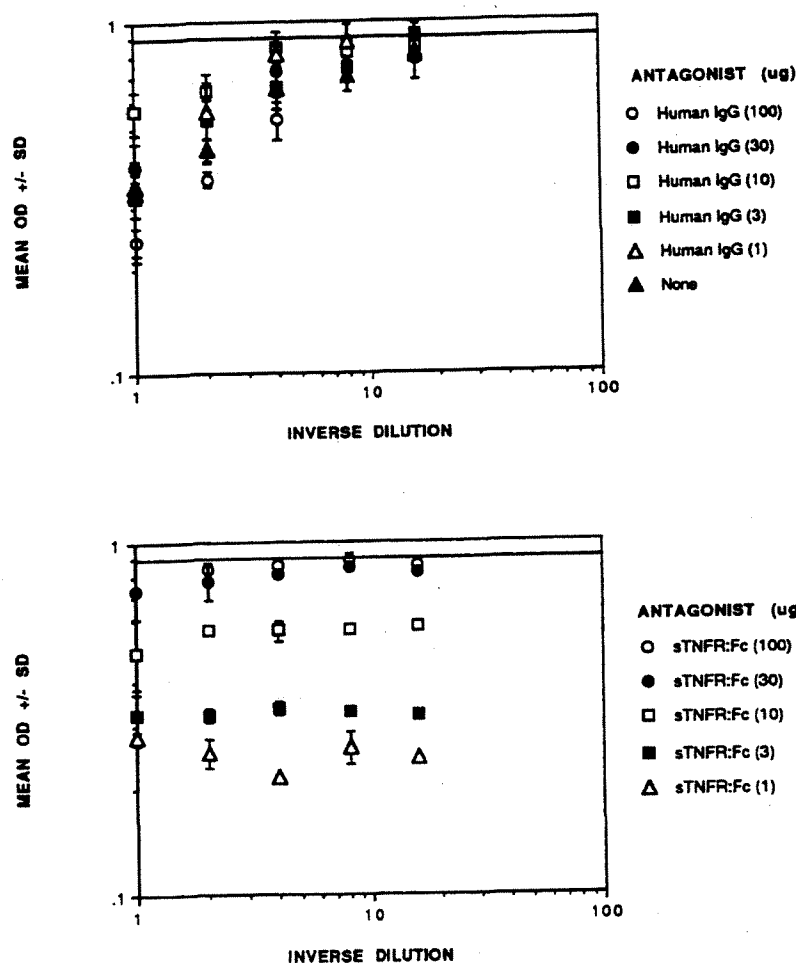 1
.1
MEAN OD +/- SD
1
10
100
INVERSE DILUTION
ANTAGONIST (ug)
Human IgG (100)
Human IgG (30)
Human IgG (10)
Human IgG (3)
Human IgG (1)
None
1
.1
MEAN OD +/- SD
1
10
100
INVERSE DILUTION
ANTAGONIST (ug
sTNFR:Fc (100)
sTNFR:Fc (30)
sTNFR:Fc (10)
sTNFR:Fc (3)
sTNFR:Fc (1)